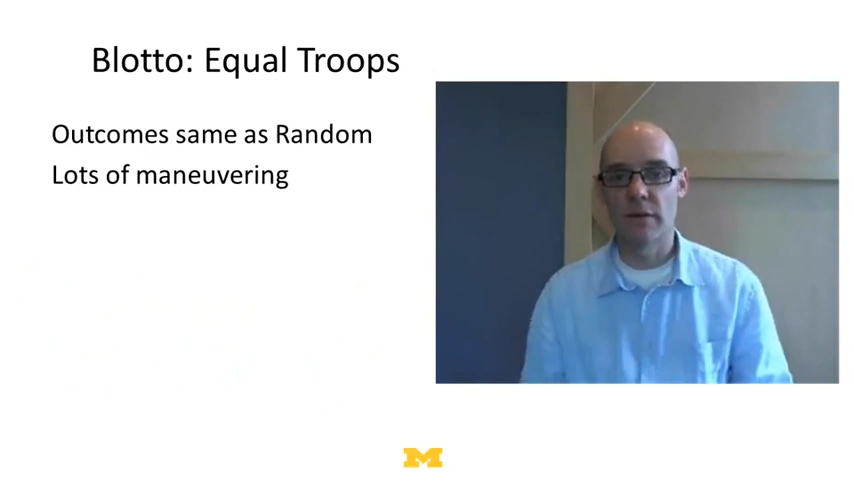 Blotto: Equal Troops
Outcomes same as Random
Lots of maneuvering
M